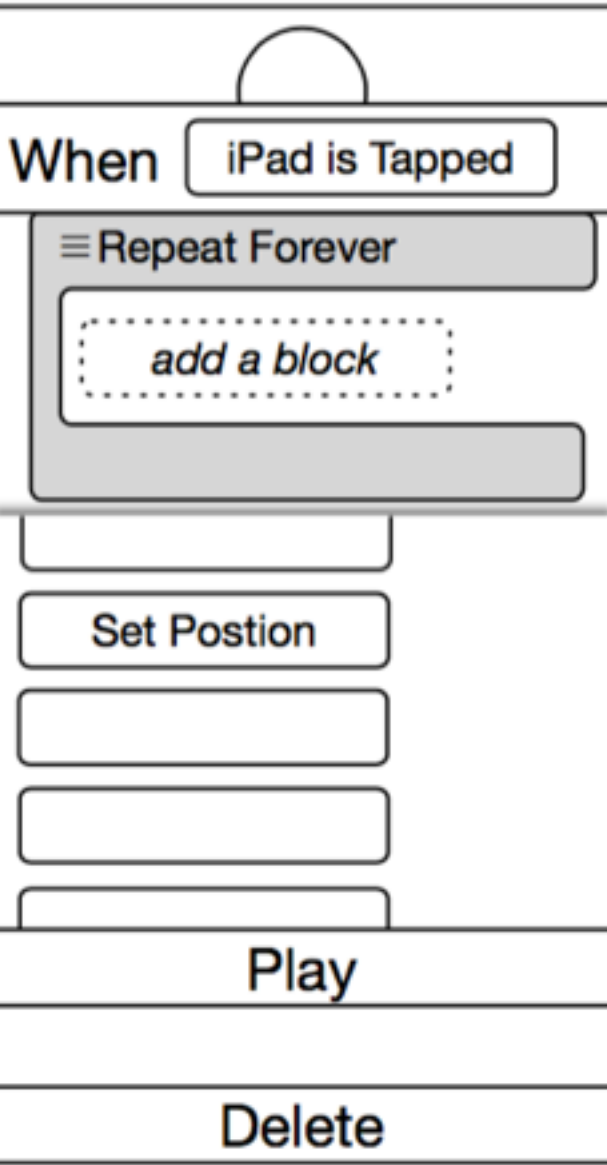 When iPad is Tapped
Repeat Forever
add a block
Set Postion
Play
Delete